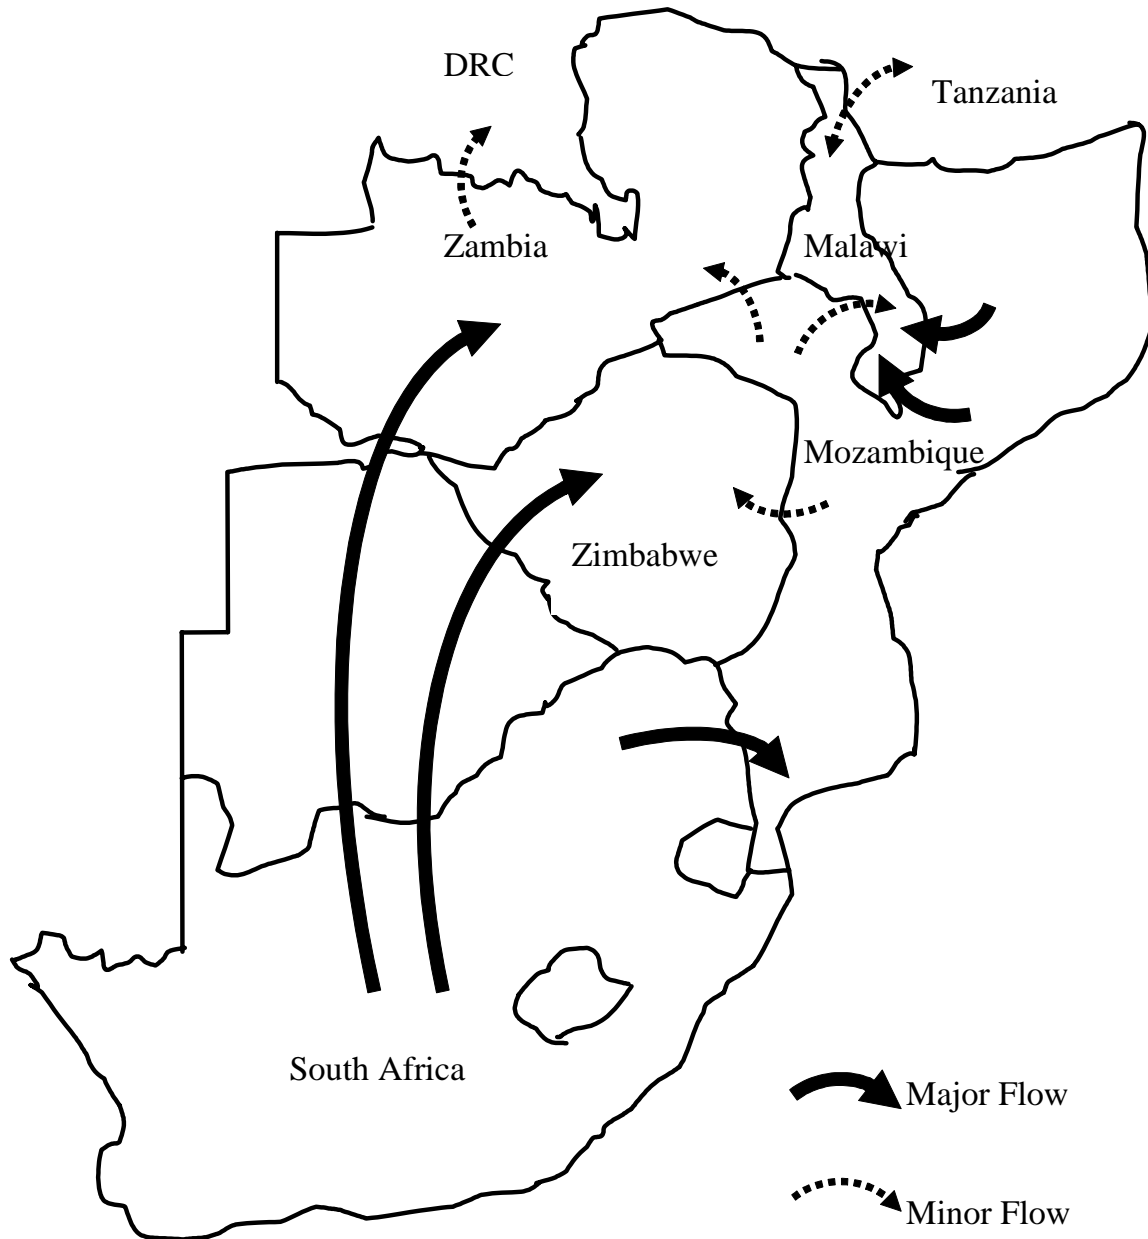 DRC
Tanzania
Zambia
Malawi
Mozambique
Zimbabwe
South Africa
Major Flow
Minor Flow